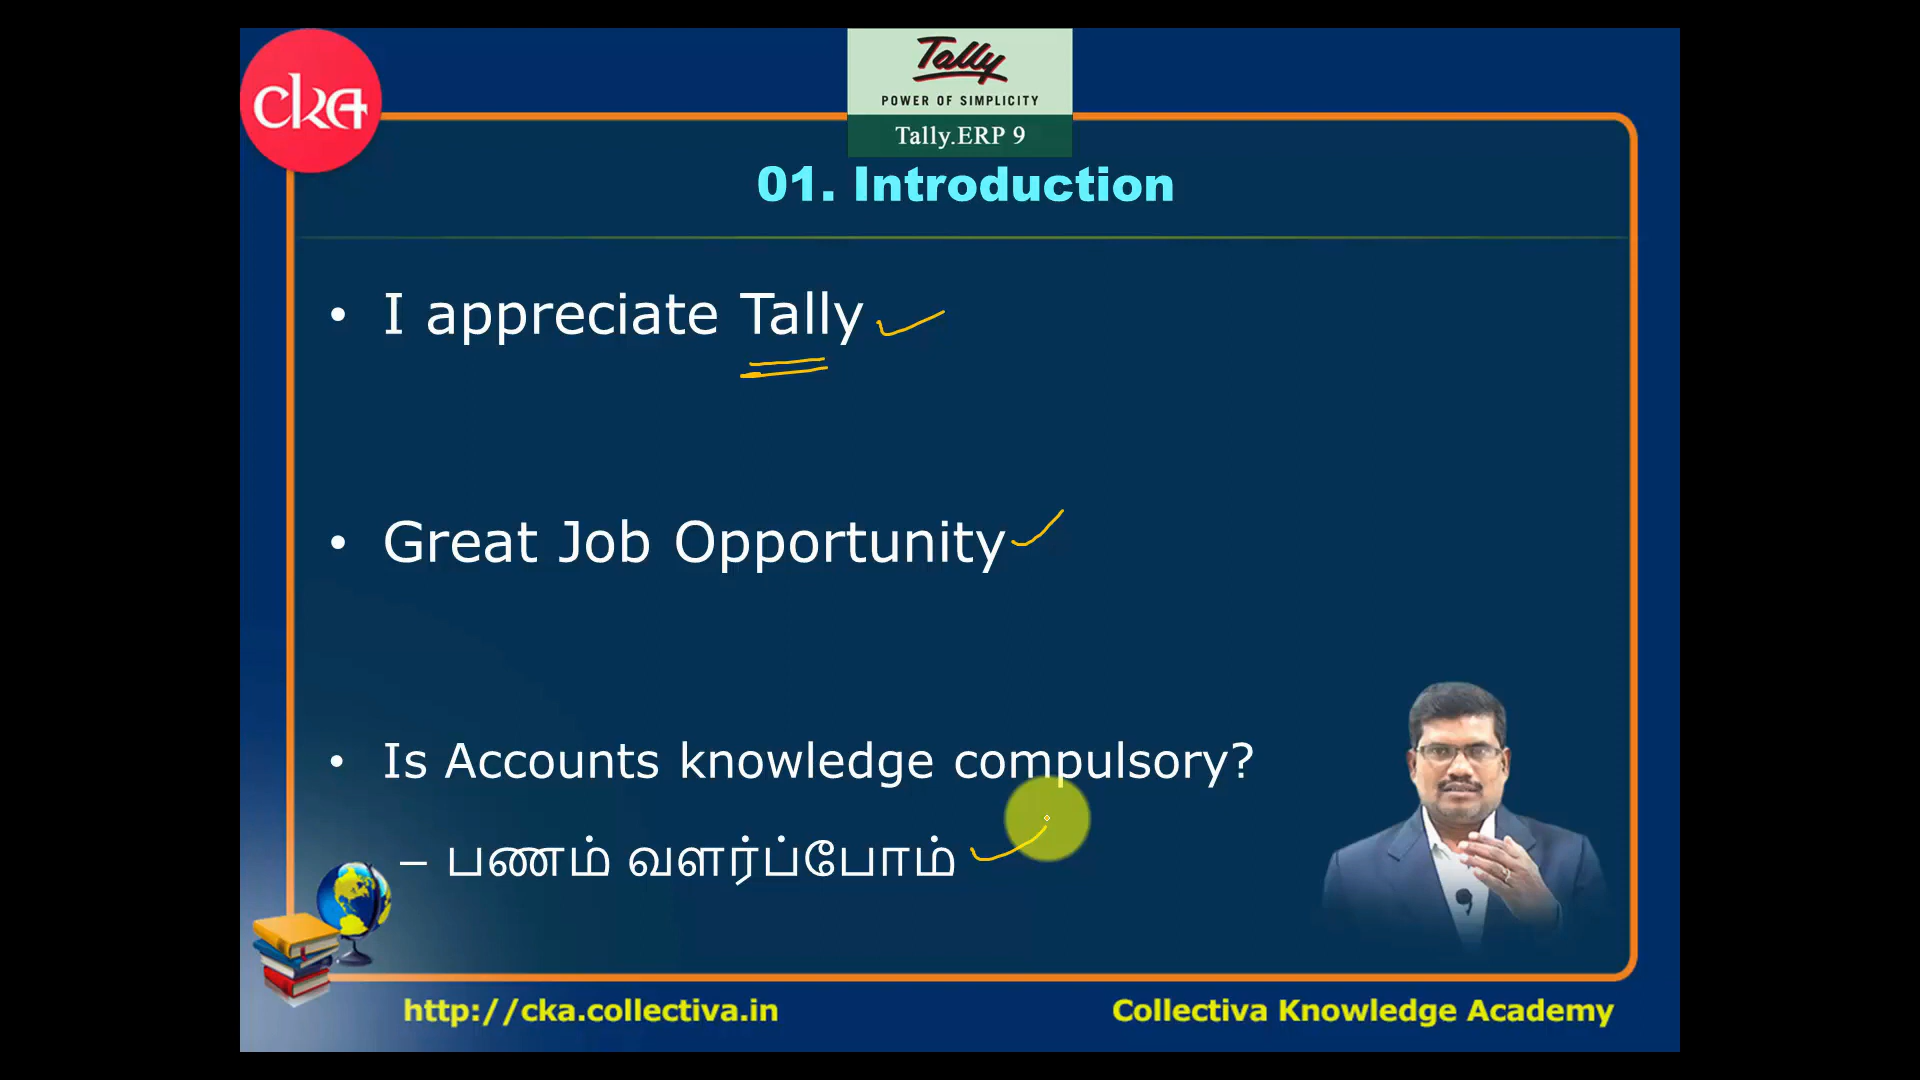 CKA
Tally
POWER OF SIMPLICITY
Tally.ERP 9
01. Introduction
• I appreciate Tally
• Great Job Opportunity
• Is Accounts knowledge compulsory?
– பணம் வளர்ப்போம்
http://cka.collectiva.in
Collectiva Knowledge Academy